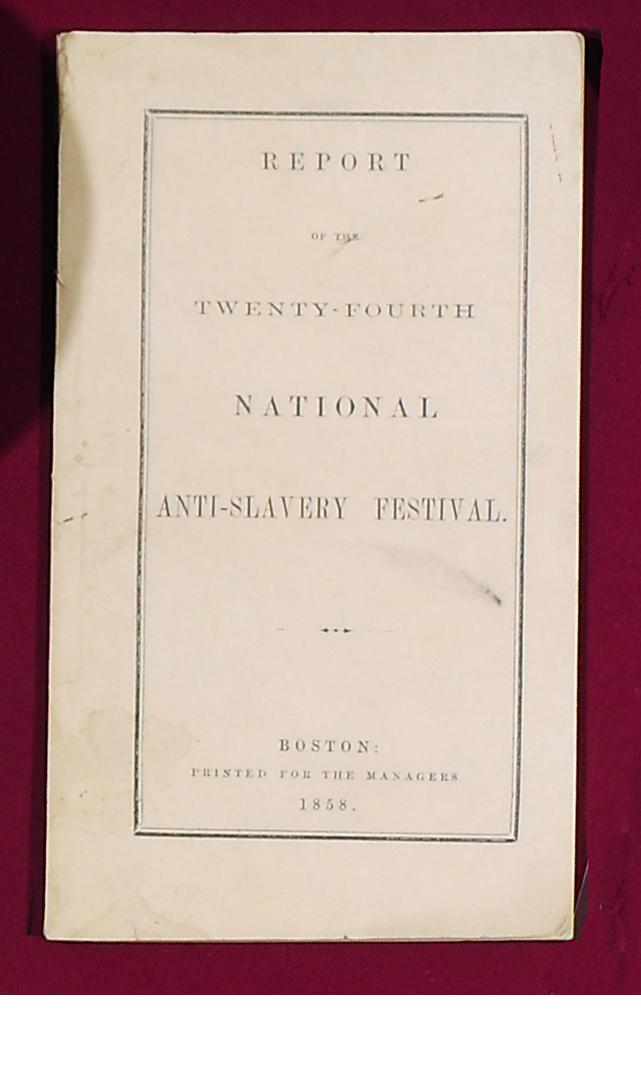 REPORT
OF THE
TWENTY-FOURTH
NATIONAL
ANTI-SLAVERY FESTIVAL.
BOSTON:
PRINTED FOR THE MANAGERS
1858.